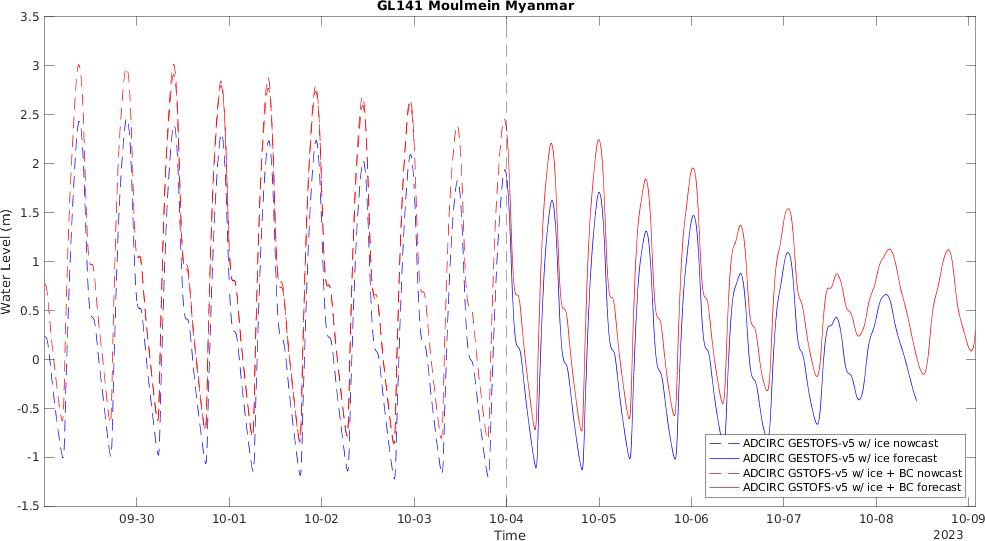 GL141 Moulmein Myanmar
3.5
3
2.5
2
1.5
1
0.5
0
-0.5
-1
-1.5
Water Level (m)
ADCIRC GESTOFS-v5 w/ ice nowcast
ADCIRC GESTOFS-v5 w/ ice forecast
ADCIRC GSTOFS-v5 w/ ice + BC nowcast
ADCIRC GSTOFS-v5 w/ ice + BC forecast
09-30 10-01 10-02 10-03 10-04 10-05 10-06 10-07 10-08 10-09
Time
2023